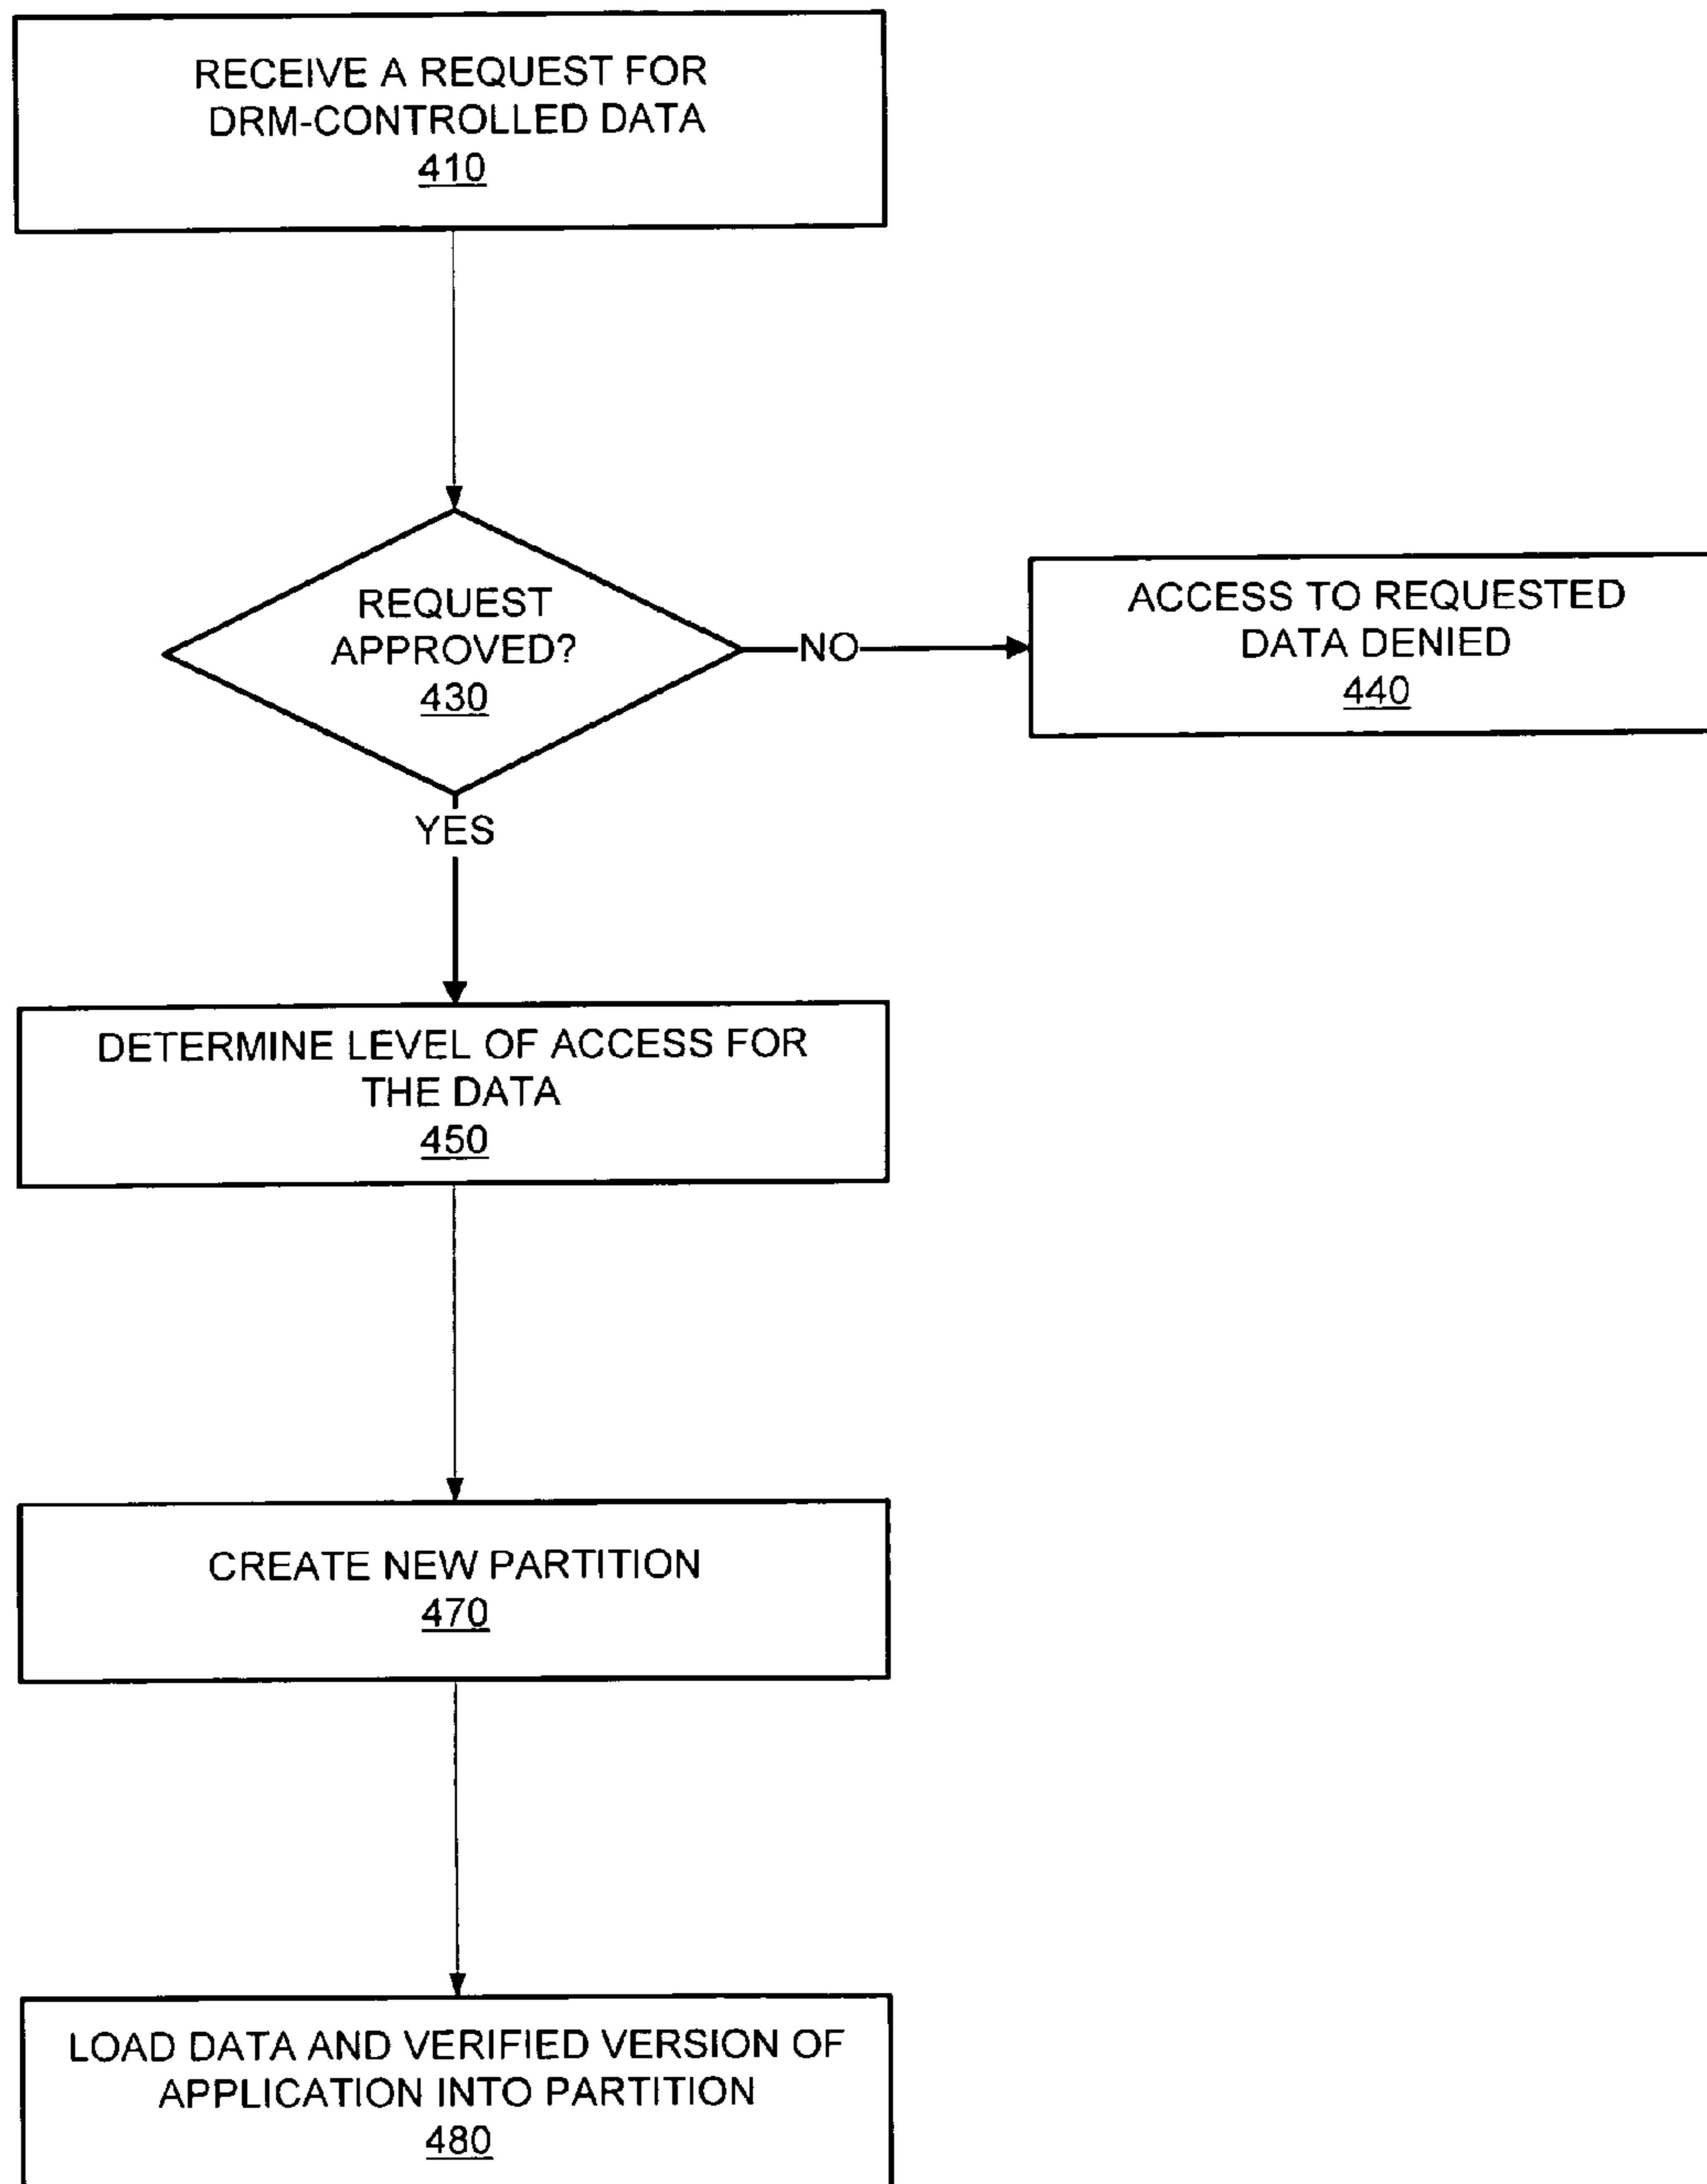 RECEIVE A REQUEST FOR
DRM-CONTROLLED DATA
410
REQUEST
APPROVED?
430
NO
ACCESS TO REQUESTED
DATA DENIED
440
YES
DETERMINE LEVEL OF ACCESS FOR
THE DATA
450
CREATE NEW PARTITION
470
LOAD DATA AND VERIFIED VERSION OF
APPLICATION INTO PARTITION
480